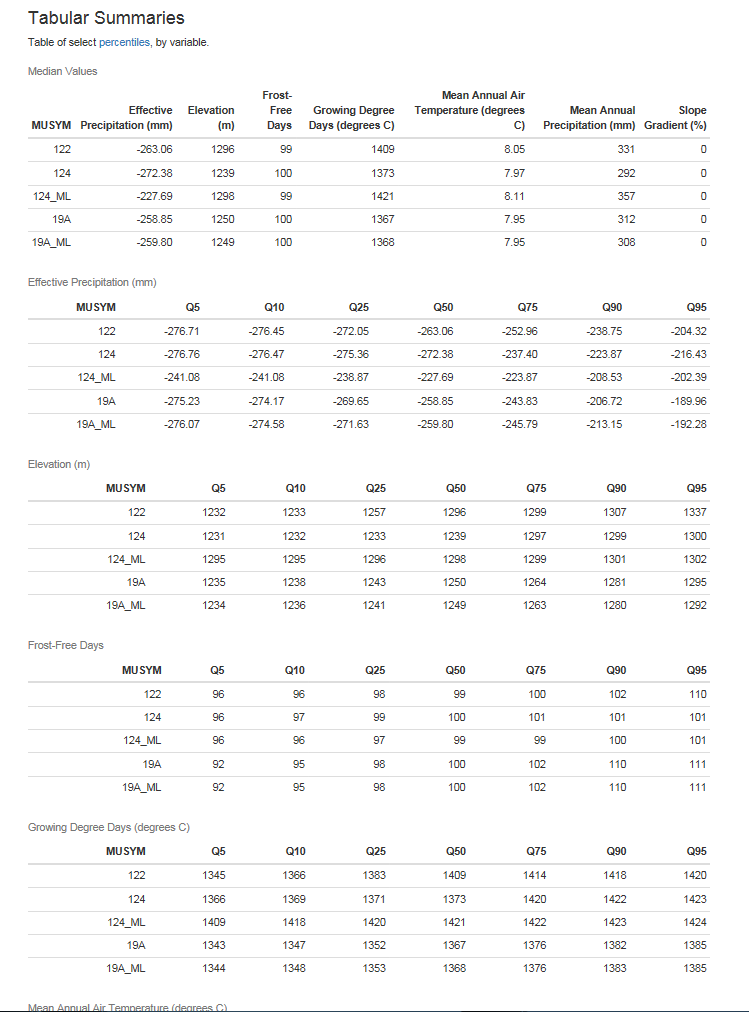 Tabular Summaries
Table of select percentiles, by variable.
Median Values
MUSYM Effective Precipitation (mm) Elevation (m) Frost-Free Days Growing Degree Days (degrees C) Mean Annual Air Temperature (degrees C) Mean Annual Precipitation (mm) Slope Gradient (%)
122 -263.06 1296 99 1409 8.05 331 0
124 -272.38 1239 100 1373 7.97 292 0
124_ML -227.69 1298 99 1421 8.11 357 0
19A -258.85 1250 100 1367 7.95 312 0
19A_ML -259.80 1249 100 1368 7.95 308 0
Effective Precipitation (mm)
MUSYM Q5 Q10 Q25 Q50 Q75 Q90 Q95
122 -276.71 -276.45 -272.05 -263.06 -252.96 -238.75 -204.32
124 -276.76 -276.47 -275.36 -272.38 -237.40 -223.87 -216.43
124_ML -241.08 -241.08 -238.87 -227.69 -223.87 -208.53 -202.39
19A -275.23 -274.17 -269.65 -258.85 -243.83 -206.72 -189.96
19A_ML -276.07 -274.58 -271.63 -259.80 -245.79 -213.15 -192.28
Elevation (m)
MUSYM Q5 Q10 Q25 Q50 Q75 Q90 Q95
122 1232 1233 1257 1296 1299 1307 1337
124 1231 1232 1233 1239 1297 1299 1300
124_ML 1295 1295 1296 1298 1299 1301 1302
19A 1235 1238 1243 1250 1264 1281 1295
19A_ML 1234 1236 1241 1249 1263 1280 1292
Frost-Free Days
MUSYM Q5 Q10 Q25 Q50 Q75 Q90 Q95
122 96 96 98 99 100 102 110
124 96 97 99 100 101 101 101
124_ML 96 96 97 99 99 100 101
19A 92 95 98 100 102 110 111
19A_ML 92 95 98 100 102 110 111
Growing Degree Days (degrees C)
MUSYM Q5 Q10 Q25 Q50 Q75 Q90 Q95
122 1345 1366 1383 1409 1414 1418 1420
124 1366 1369 1371 1373 1420 1422 1423
124_ML 1409 1418 1420 1421 1422 1423 1424
19A 1343 1347 1352 1367 1376 1382 1385
19A_ML 1344 1348 1353 1368 1376 1383 1385
Mean Annual Air Temperature (degrees C)